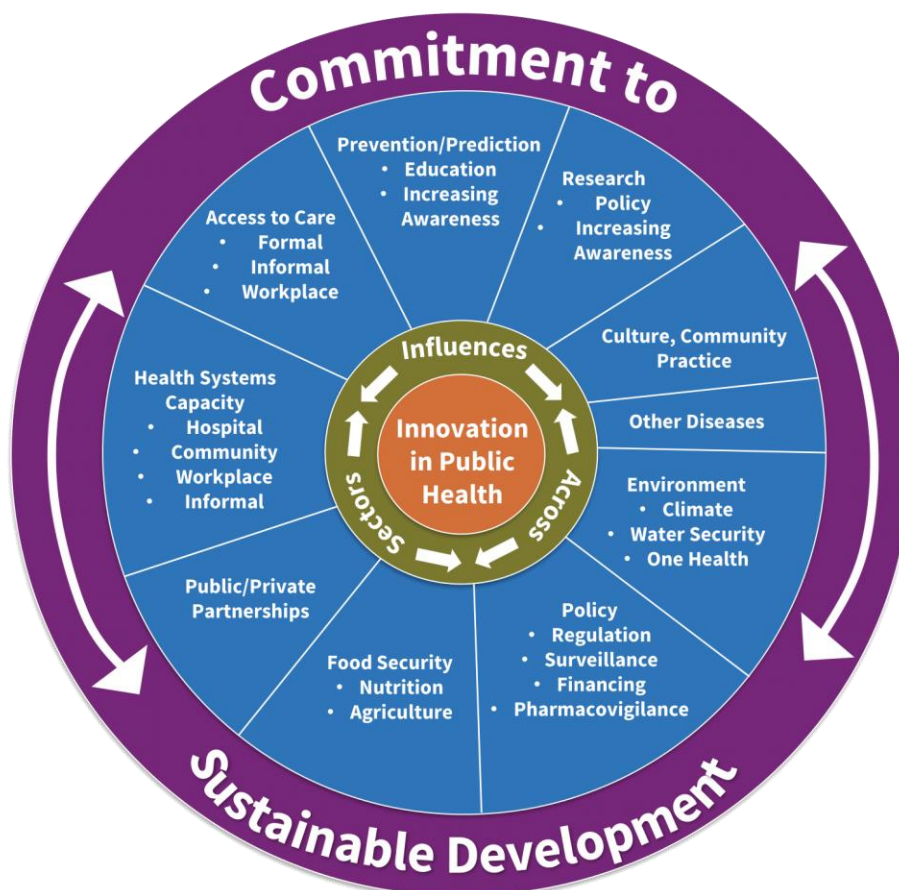 Commitment to
Prevention/Prediction
• Education
• Increasing
Awareness
Research
• Policy
• Increasing
Awareness
Culture, Community
Practice
Other Diseases
Environment
• Climate
• Water Security
• One Health
Policy
• Regulation
• Surveillance
• Financing
• Pharmacovigilance
Food Security
• Nutrition
• Agriculture
Public/Private
Partnerships
Health Systems
Capacity
• Hospital
• Community
• Workplace
• Informal
Access to Care
• Formal
• Informal
• Workplace
Influences
Across
Sectors
Innovation
in Public
Health
Sustainable Development